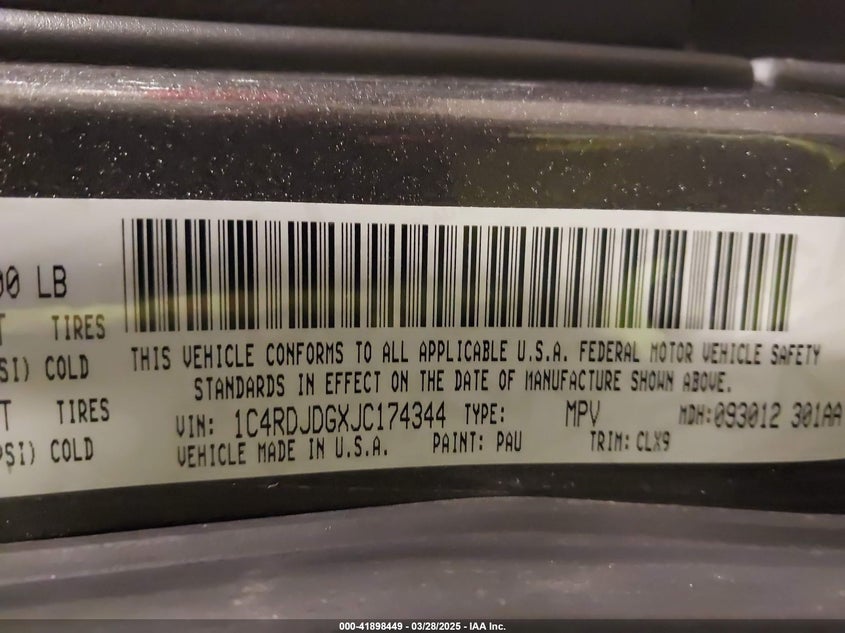 00 LB
TIRES
SI) COLD
THIS VEHICLE CONFORMS TO ALL APPLICABLE U.S.A. FEDERAL MOTOR VEHICLE SAFETY
STANDARDS IN EFFECT ON THE DATE OF MANUFACTURE SHOWN ABOVE.
T TIRES
PSI) COLD
VIN: 1C4RDJDGXJC174344 TYPE: MPV MDH:093012 301AA
VEHICLE MADE IN U.S.A. PAINT: PAU TRIM: CLX9
000-41898449 - 03/28/2025 - IAA Inc.